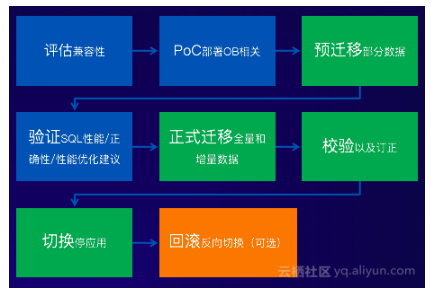 评估兼容性
PoC部署OB相关
预迁移部分数据
验证SQL性能/正
确性/性能优化建议
正式迁移全量和
增量数据
校验以及订正
切换停应用
回滚反向切换（可选）
云栖社区 yq.aliyun.com